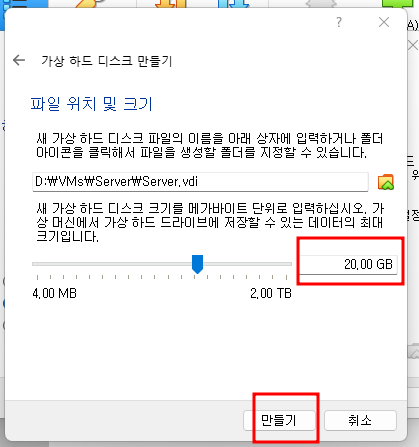 ?
가상 하드 디스크 만들기
파일 위치 및 크기
새 가상 하드 디스크 파일의 이름을 아래 상자에 입력하거나 폴더
아이콘을 클릭해서 파일을 생성할 폴더를 지정할 수 있습니다.
D:₩VMs₩Server₩Server.vdi
새 가상 하드 디스크 크기를 메가바이트 단위로 입력하십시오. 가
상 머신에서 가상 하드 드라이브에 저장할 수 있는 데이터의 최대
크기입니다.
20,00 GB
4,00 MB
2,00 TB
만들기
취소